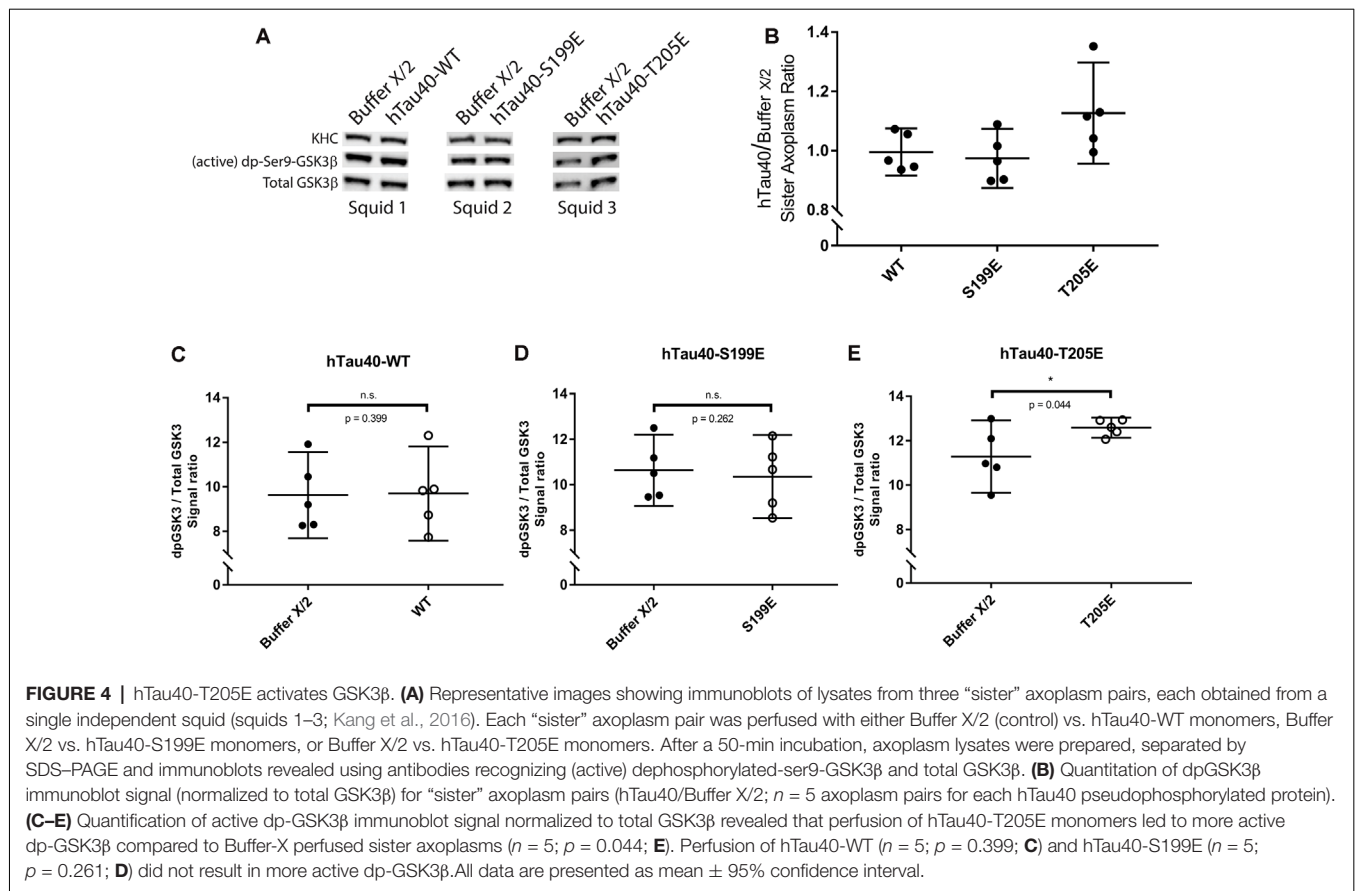 A
Buffer X/2
hTau40-WT
Buffer X/2
hTau40-S199E
Buffer X/2
hTau40-T205E
KHC
(active) dp-Ser9-GSK3β
Total GSK3β
Squid 1
Squid 2
Squid 3
B
hTau40/Buffer X/2
Sister Axoplasm Ratio
1.4
1.2
1.0
0.8
0
WT
S199E
T205E
C
hTau40-WT
dpGSK3 / Total GSK3
Signal ratio
14
12
10
8
0
n.s.
p = 0.399
Buffer X/2
WT
D
hTau40-S199E
dpGSK3 / Total GSK3
Signal ratio
14
12
10
8
0
n.s.
p = 0.262
Buffer X/2
S199E
E
hTau40-T205E
dpGSK3 / Total GSK3
Signal ratio
14
12
10
8
0
*
p = 0.044
Buffer X/2
T205E
FIGURE 4 | hTau40-T205E activates GSK3β. (A) Representative images showing immunoblots of lysates from three “sister” axoplasm pairs, each obtained from a
single independent squid (squids 1–3; Kang et al., 2016). Each “sister” axoplasm pair was perfused with either Buffer X/2 (control) vs. hTau40-WT monomers, Buffer
X/2 vs. hTau40-S199E monomers, or Buffer X/2 vs. hTau40-T205E monomers. After a 50-min incubation, axoplasm lysates were prepared, separated by
SDS–PAGE and immunoblots revealed using antibodies recognizing (active) dephosphorylated-ser9-GSK3β and total GSK3β. (B) Quantitation of dpGSK3β
immunoblot signal (normalized to total GSK3β) for “sister” axoplasm pairs (hTau40/Buffer X/2; n = 5 axoplasm pairs for each hTau40 pseudophosphorylated protein).
(C–E) Quantification of active dp-GSK3β immunoblot signal normalized to total GSK3β revealed that perfusion of hTau40-T205E monomers led to more active
dp-GSK3β compared to Buffer-X perfused sister axoplasms (n = 5; p = 0.044; E). Perfusion of hTau40-WT (n = 5; p = 0.399; C) and hTau40-S199E (n = 5;
p = 0.261; D) did not result in more active dp-GSK3β.All data are presented as mean ± 95% confidence interval.